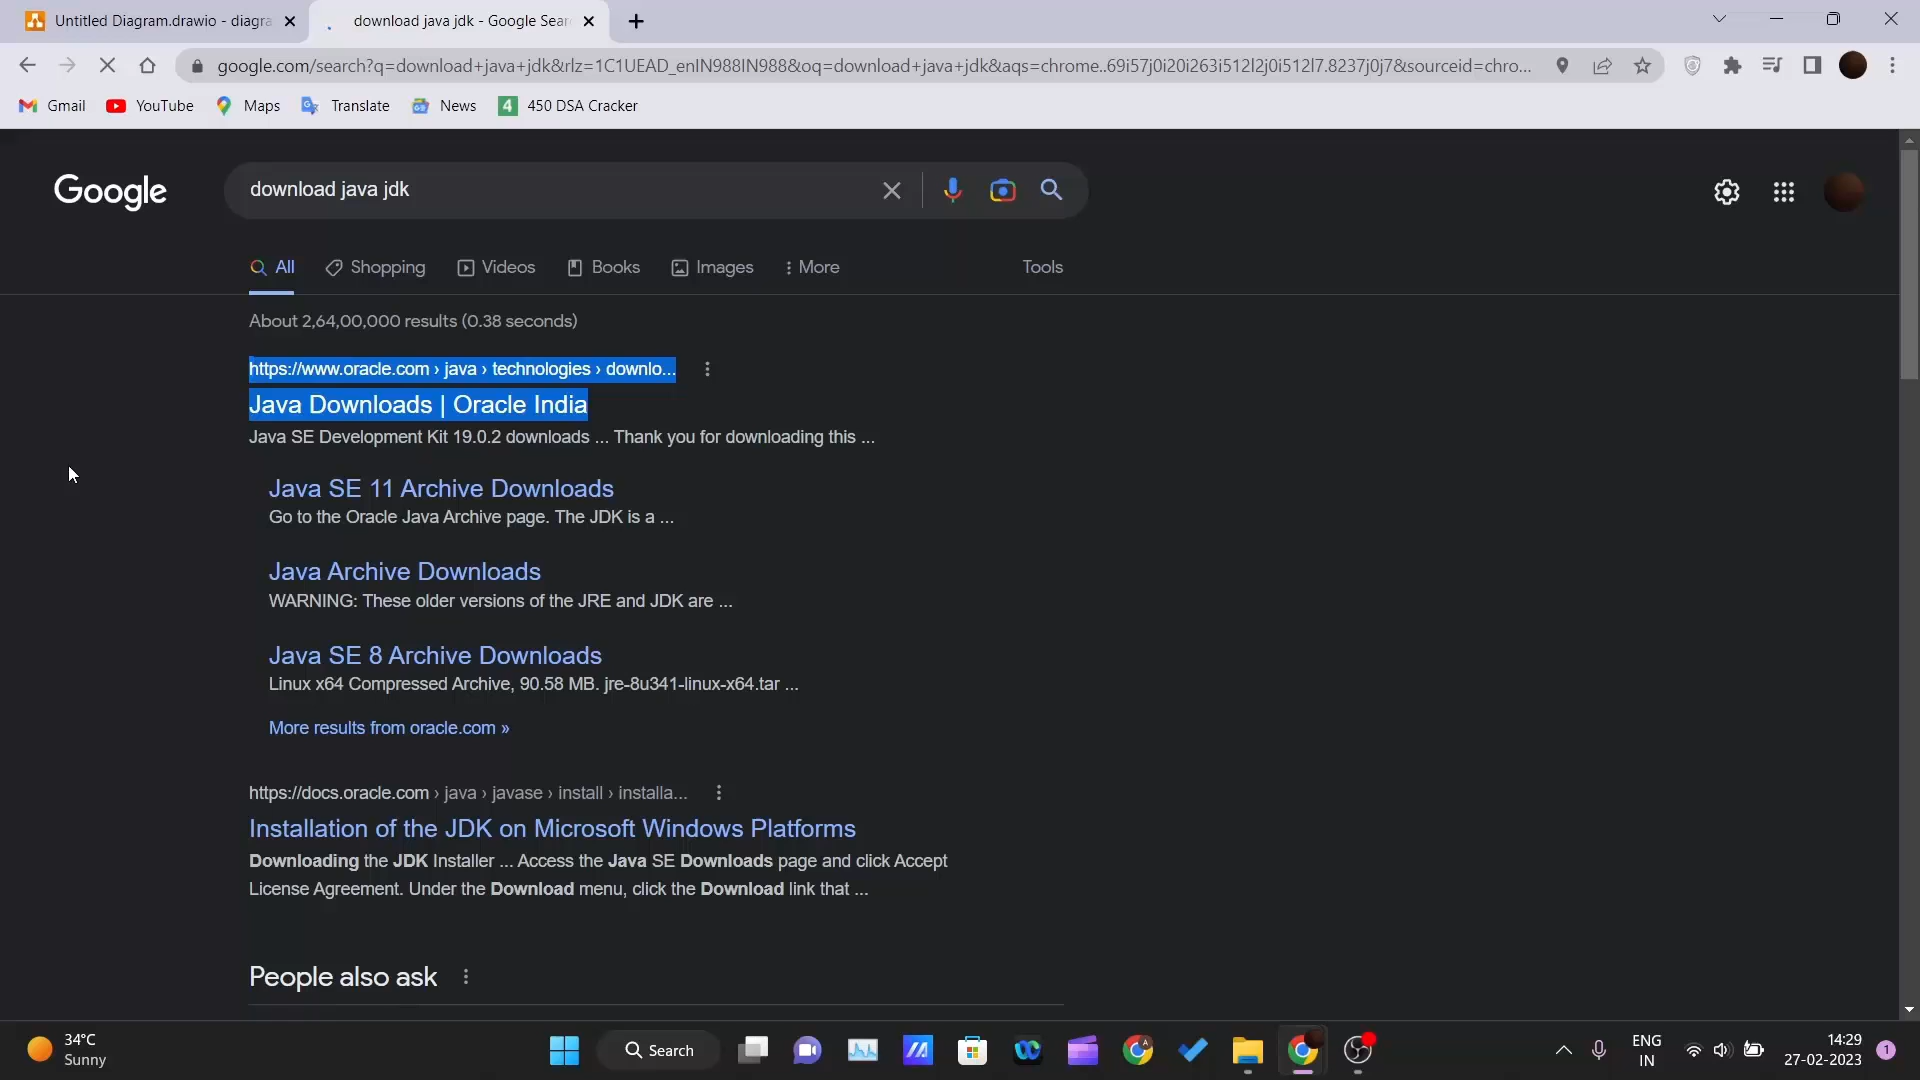 Untitled Diagram.drawio - diagra
download java jdk - Google Sear
google.com/search?q=download+java+jdk&rlz=1C1UEAD_enIN988IN988&oq=download+java+jdk&aqs=chrome..69i57j0i20i263i512l2j0i512l7.8237j0j7&sourceid=chro...
Gmail
YouTube
Maps
Translate
News
4
450 DSA Cracker
Google
download java jdk
All
Shopping
Videos
Books
Images
More
Tools
About 2,64,00,000 results (0.38 seconds)
https://www.oracle.com › java › technologies › downlo...
Java Downloads | Oracle India
Java SE Development Kit 19.0.2 downloads ... Thank you for downloading this ...
Java SE 11 Archive Downloads
Go to the Oracle Java Archive page. The JDK is a ...
Java Archive Downloads
WARNING: These older versions of the JRE and JDK are ...
Java SE 8 Archive Downloads
Linux x64 Compressed Archive, 90.58 MB. jre-8u341-linux-x64.tar ...
More results from oracle.com »
https://docs.oracle.com › java › javase › install › installa...
Installation of the JDK on Microsoft Windows Platforms
Downloading the JDK Installer ... Access the Java SE Downloads page and click Accept
License Agreement. Under the Download menu, click the Download link that ...
People also ask
34°C
Sunny
Search
ENG
IN
14:29
27-02-2023
1